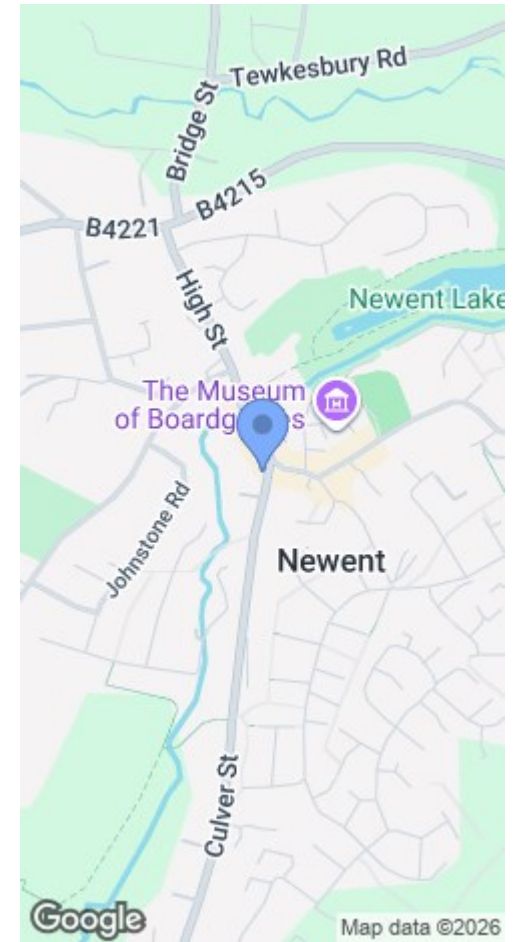 Tewkesbury Rd
Bridge St
B4215
B4221
High St
Newent Lake
The Museum
of Boardg es
Johnstone Rd
Newent
Culver St
Google
Map data ©2026